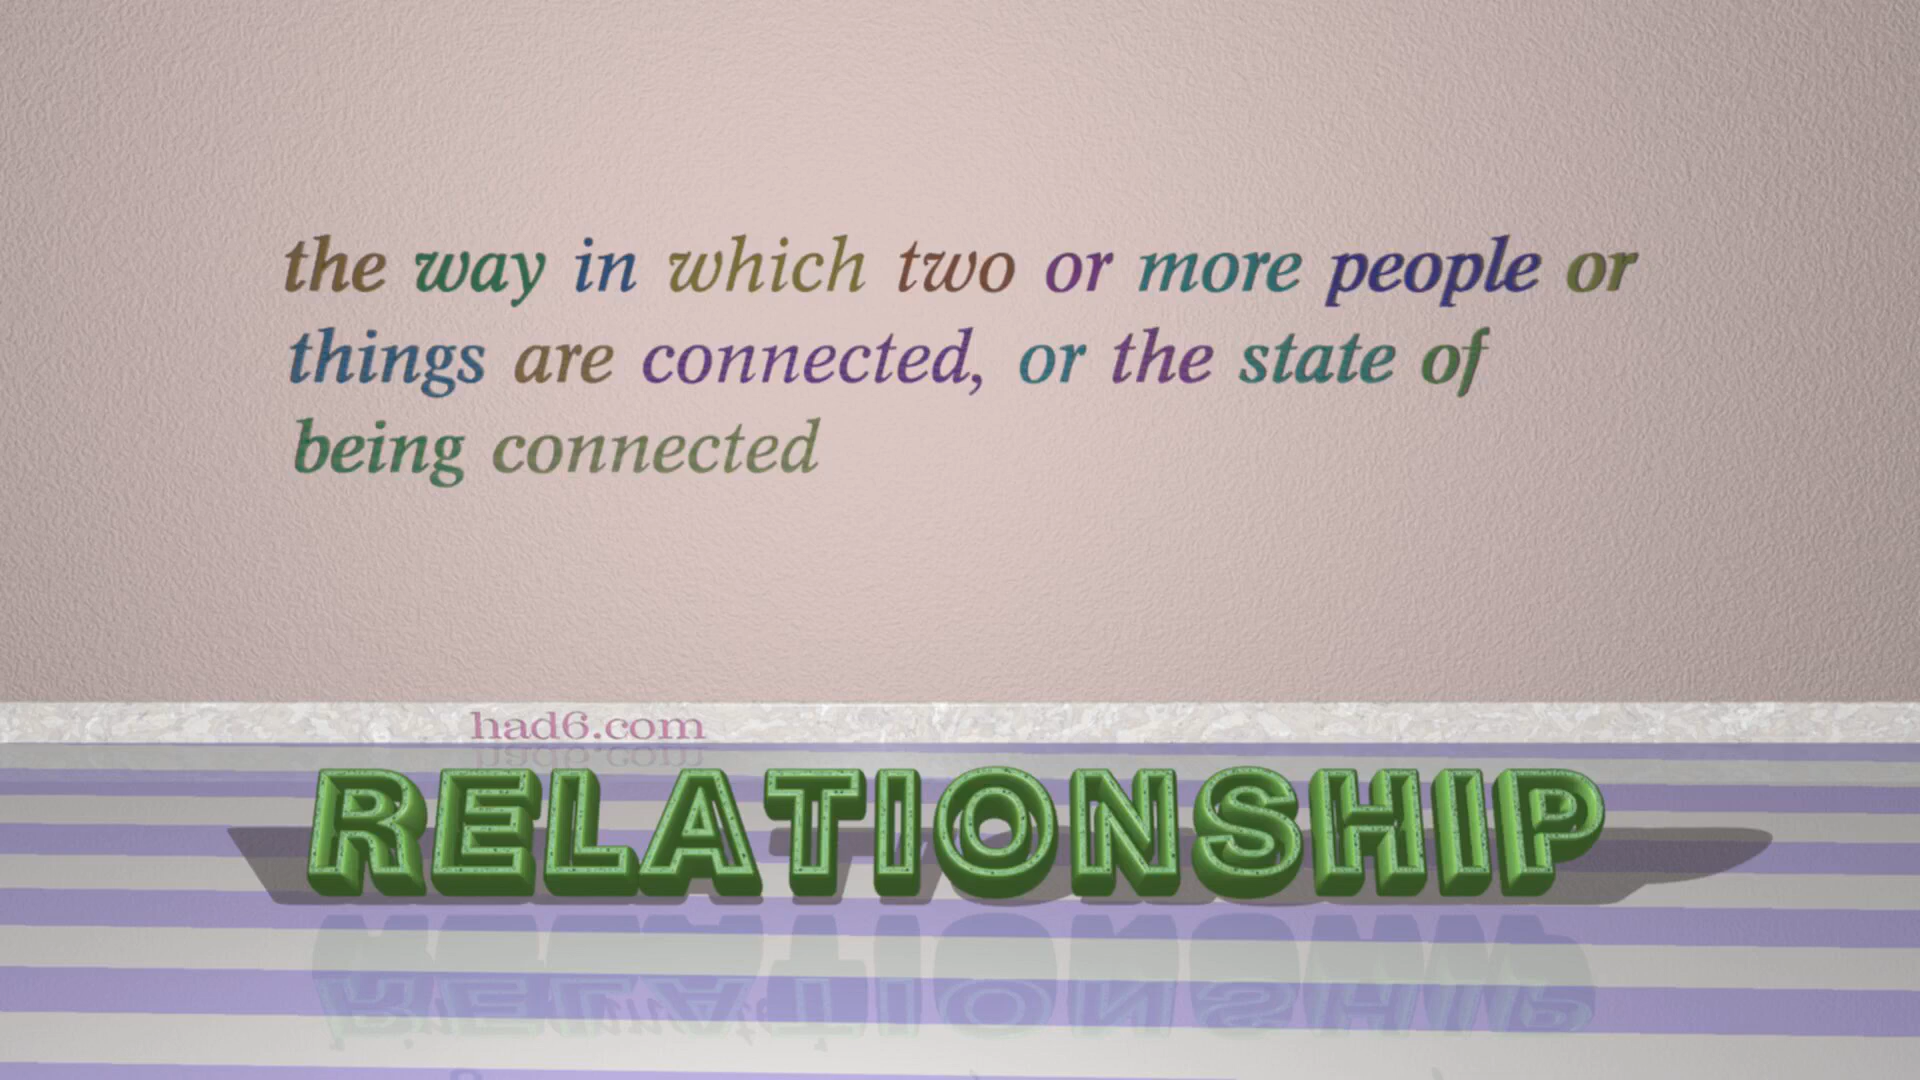 the way in which two or more people or
things are connected, or the state of
being connected
had6.com
RELATIONSHIP